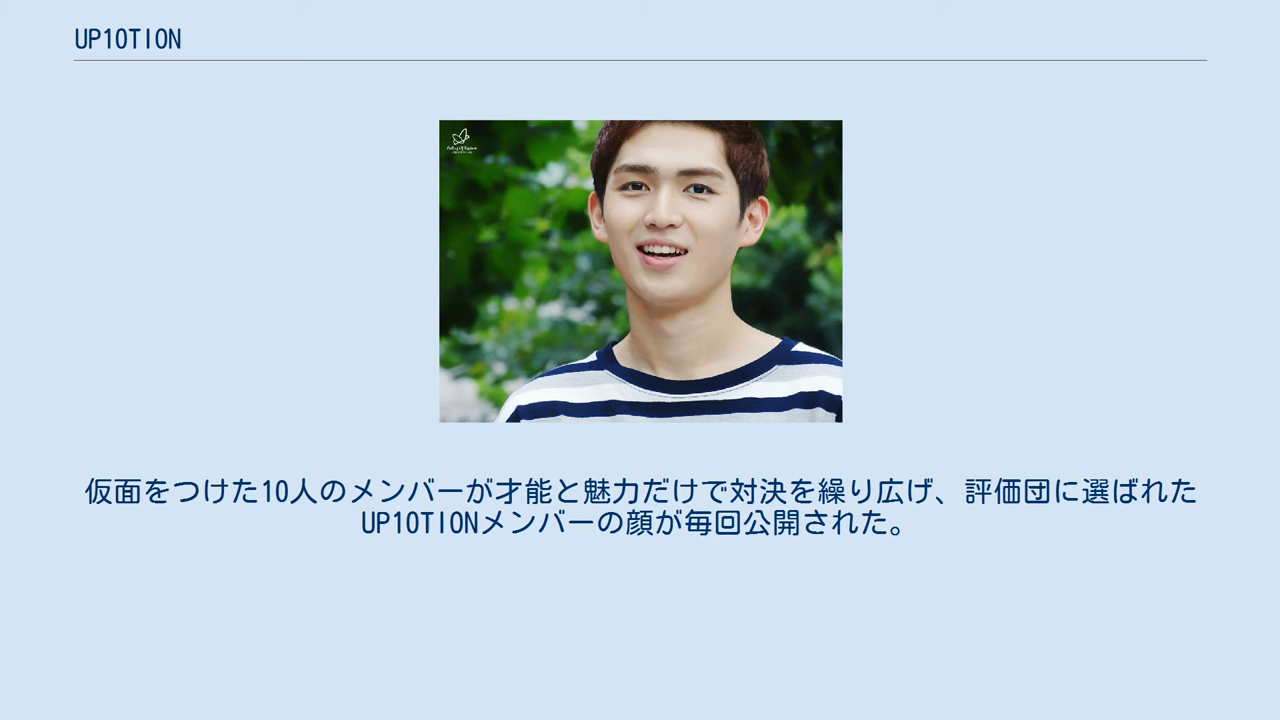 UP10TION
仮面をつけた10人のメンバーが才能と魅力だけで対決を繰り広げ、評価団に選ばれた
UP10TIONメンバーの顔が毎回公開された。